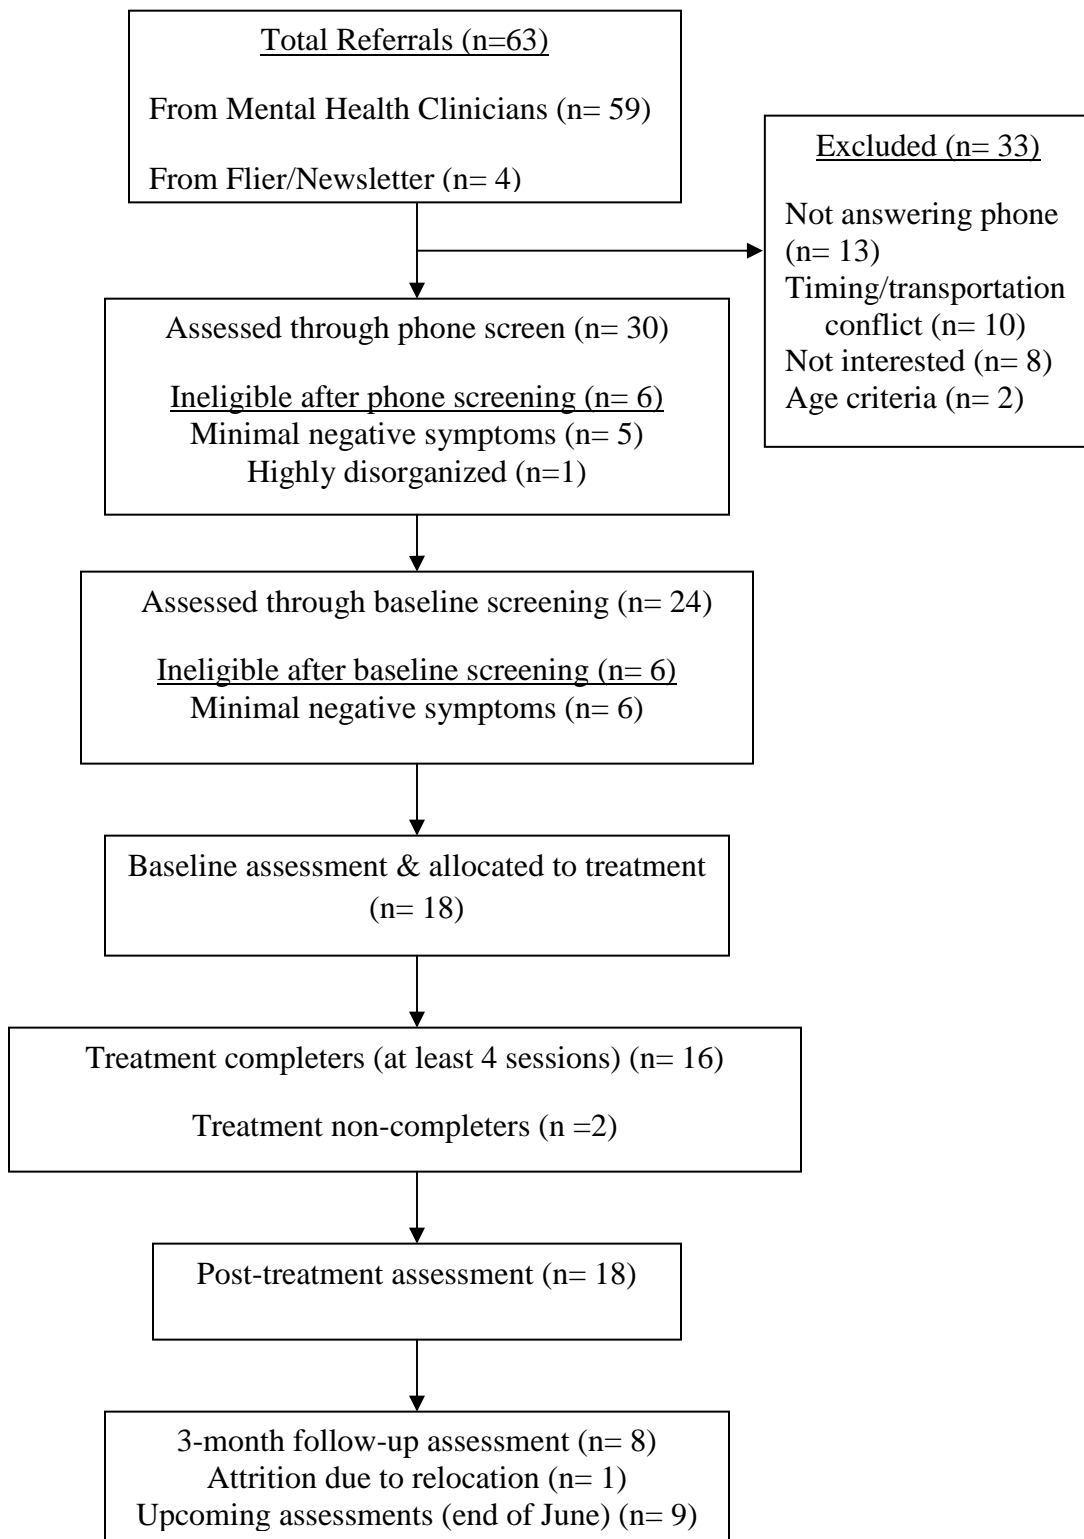 Total Referrals (n=63)
From Mental Health Clinicians (n= 59)
From Flier/Newsletter (n= 4)
Excluded (n= 33)
Not answering phone
(n= 13)
Timing/transportation
conflict (n= 10)
Not interested (n= 8)
Age criteria (n= 2)
Assessed through phone screen (n= 30)
Ineligible after phone screening (n= 6)
Minimal negative symptoms (n= 5)
Highly disorganized (n=1)
Assessed through baseline screening (n= 24)
Ineligible after baseline screening (n= 6)
Minimal negative symptoms (n= 6)
Baseline assessment & allocated to treatment
(n= 18)
Treatment completers (at least 4 sessions) (n= 16)
Treatment non-completers (n =2)
Post-treatment assessment (n= 18)
3-month follow-up assessment (n= 8)
Attrition due to relocation (n= 1)
Upcoming assessments (end of June) (n= 9)